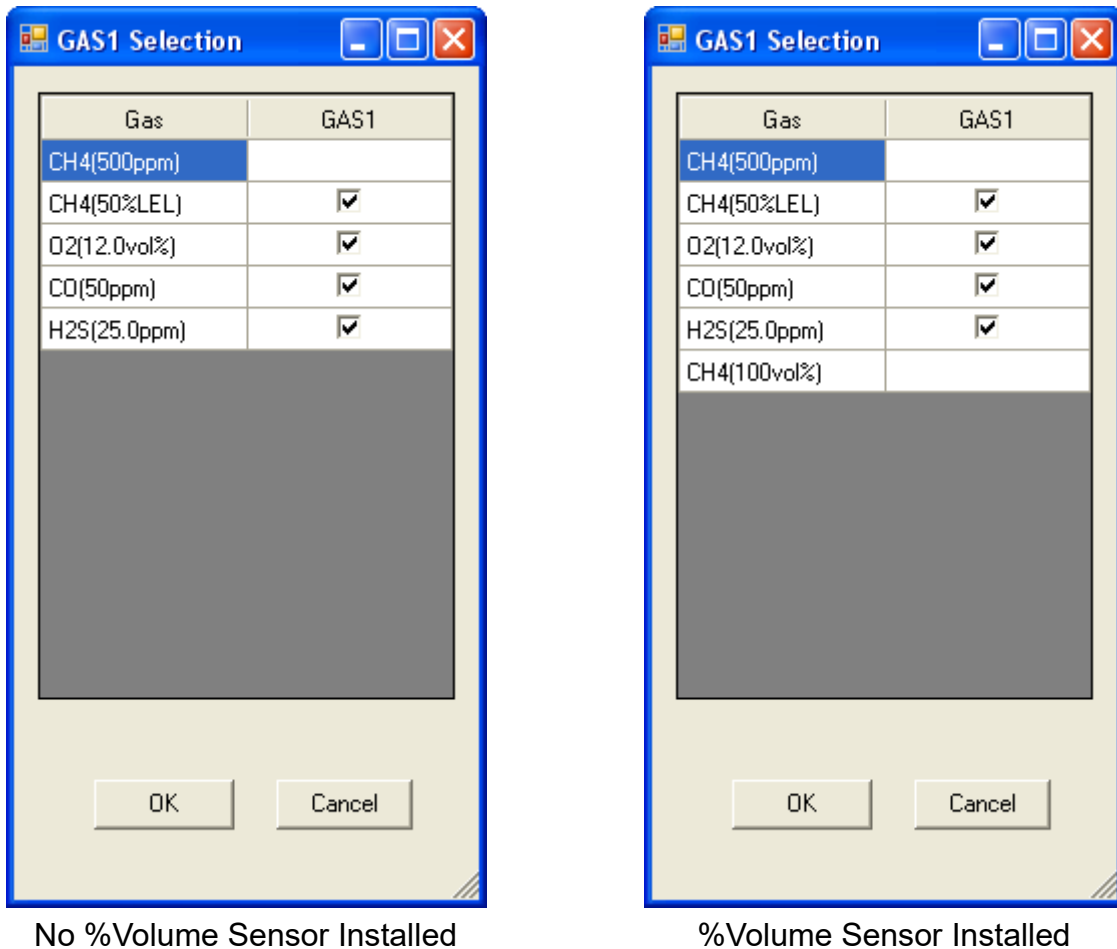 GAS1 Selection
Gas GAS1
CH4(500ppm)
CH4(50%LEL)
O2(12.0vol%)
CO(50ppm)
H2S(25.0ppm)
OK Cancel
No %Volume Sensor Installed
GAS1 Selection
Gas GAS1
CH4(500ppm)
CH4(50%LEL)
O2(12.0vol%)
CO(50ppm)
H2S(25.0ppm)
CH4(100vol%)
OK Cancel
%Volume Sensor Installed